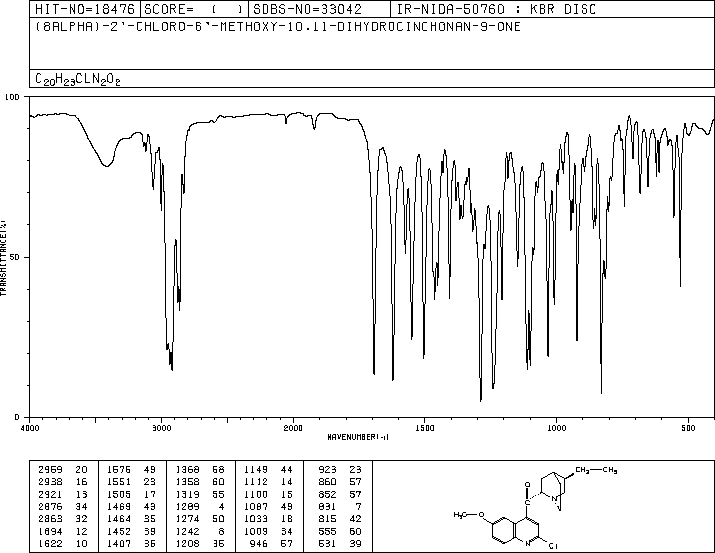 HIT-NO=18476 SCORE= ( ) SDBS-NO=33042 IR-NIDA-50760 : KBR DISC
(8ALPHA)-2'-CHLORO-6'-METHOXY-10,11-DIHYDROCINCHONAN-9-ONE
C20H23CLN2O2
100
50
0
TRANSMITTANCE(%)
4000 3000 2000 1500 1000 500
WAVENUMBER(-1)
2959 20 1576 49 1368 68 1149 44 923 23
2938 16 1551 23 1358 60 1112 14 860 57
2921 13 1505 17 1319 55 1100 15 852 57
2876 34 1469 43 1289 4 1087 49 831 7
2863 32 1464 35 1274 50 1033 18 815 42
1694 12 1452 39 1242 8 1009 34 555 60
1622 10 1407 36 1208 36 946 57 531 39
CH2—CH3
O
C
N
H3C—O
N
Cl